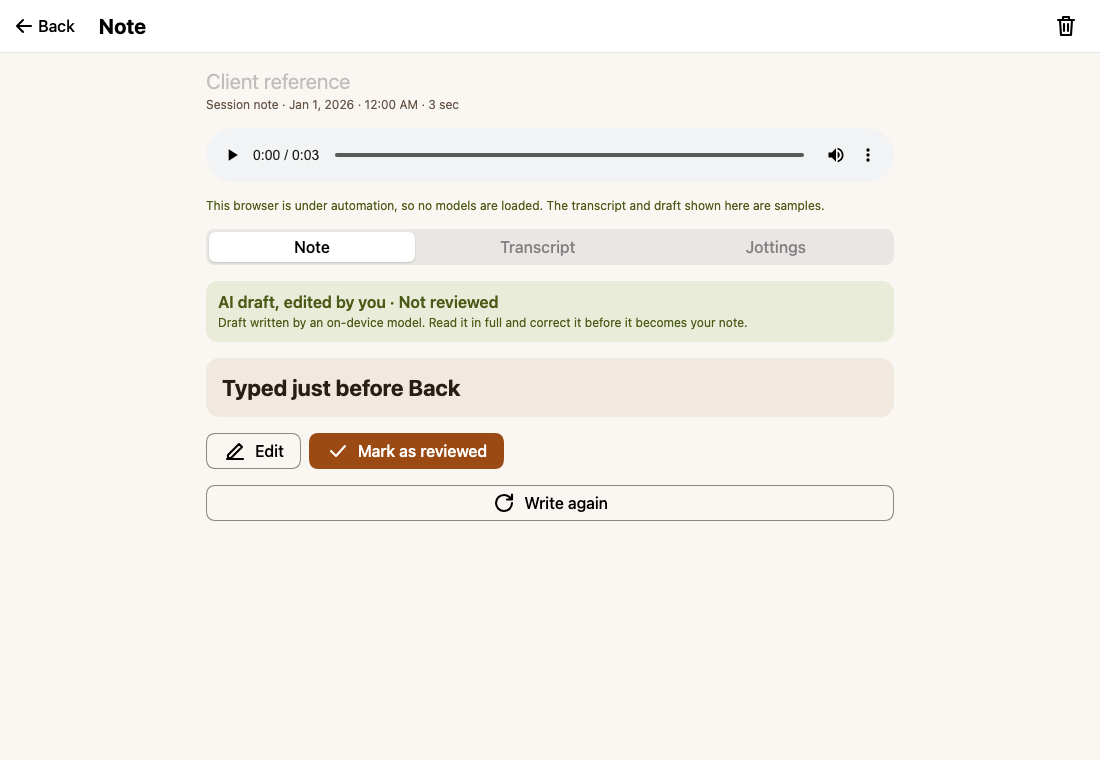 Back
Note
Client reference
Session note · Jan 1, 2026 · 12:00 AM · 3 sec
0:00 / 0:03
This browser is under automation, so no models are loaded. The transcript and draft shown here are samples.
Note
Transcript
Jottings
AI draft, edited by you · Not reviewed
Draft written by an on-device model. Read it in full and correct it before it becomes your note.
Typed just before Back
Edit
Mark as reviewed
Write again